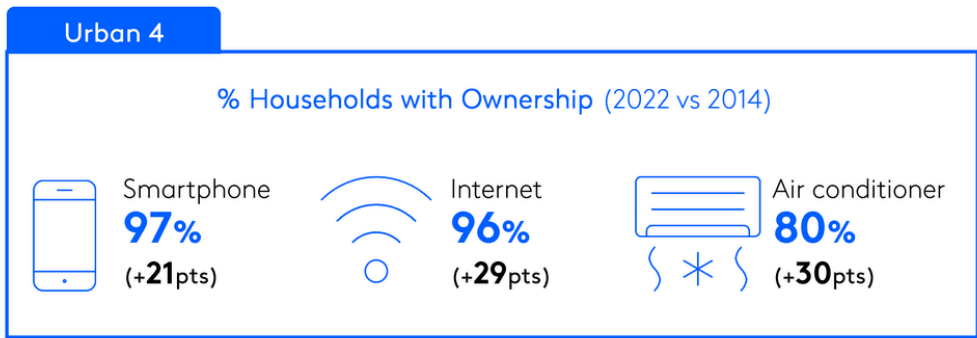 Urban 4
% Households with Ownership (2022 vs 2014)
Smartphone
97%
(+21pts)
Internet
96%
(+29pts)
Air conditioner
80%
(+30pts)